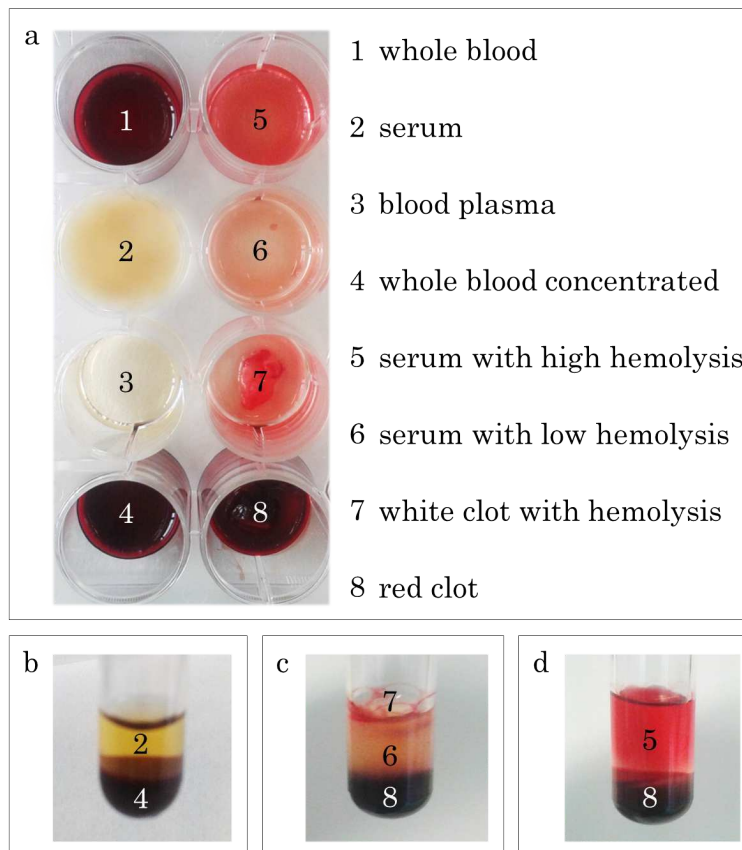 a
1 whole blood
2 serum
3 blood plasma
4 whole blood concentrated
5 serum with high hemolysis
6 serum with low hemolysis
7 white clot with hemolysis
8 red clot
1 5
2 6
3 7
4 8
b
2
4
c
7
6
8
d
5
8